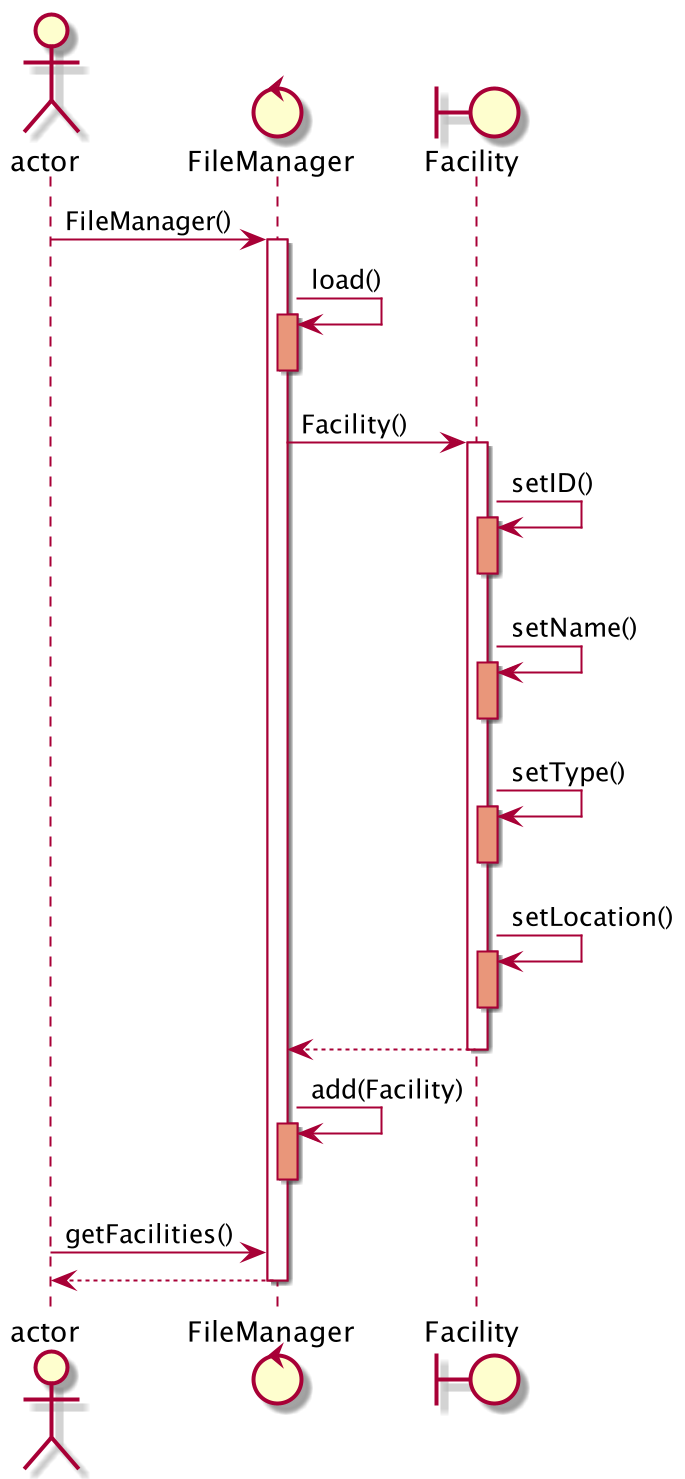 actor
FileManager
Facility
FileManager()
load()
Facility()
setID()
setName()
setType()
setLocation()
add(Facility)
getFacilities()
actor
FileManager
Facility